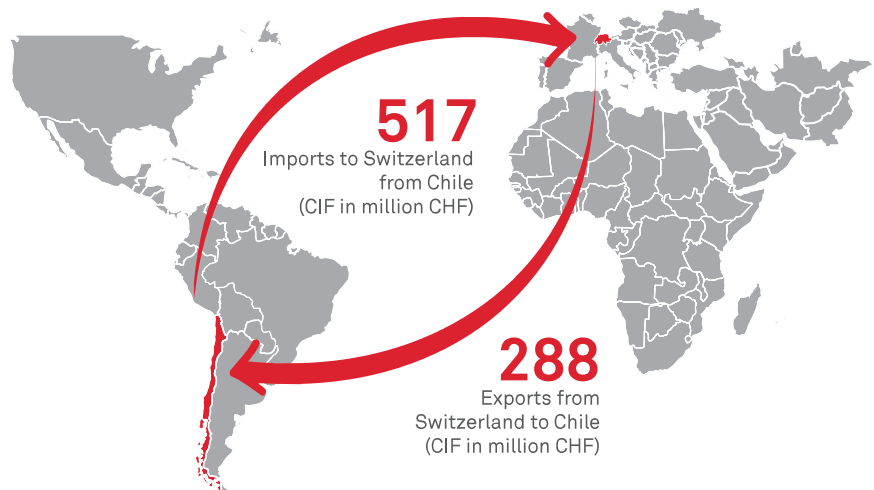 517
Imports to Switzerland
from Chile
(CIF in million CHF)
288
Exports from
Switzerland to Chile
(CIF in million CHF)